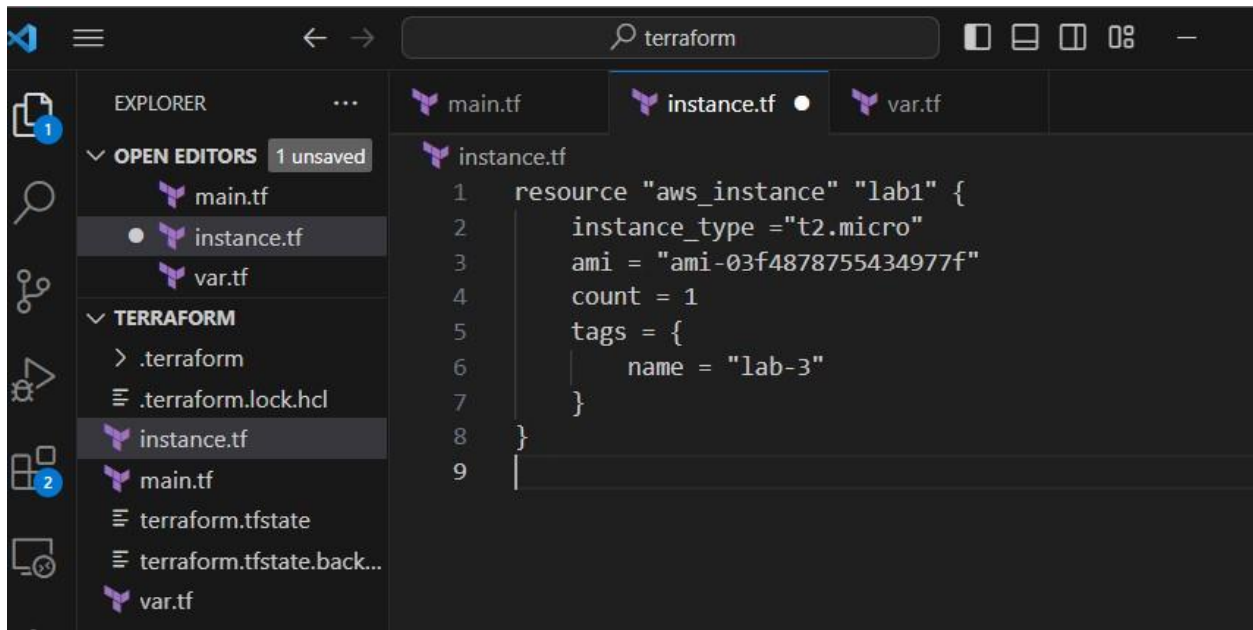 terraform
EXPLORER ...
OPEN EDITORS 1 unsaved
main.tf
instance.tf
var.tf
TERRAFORM
.terraform
.terraform.lock.hcl
instance.tf
main.tf
terraform.tfstate
terraform.tfstate.back...
var.tf
1
2
main.tf instance.tf var.tf
instance.tf
1 resource "aws_instance" "lab1" {
2 instance_type ="t2.micro"
3 ami = "ami-03f4878755434977f"
4 count = 1
5 tags = {
6 name = "lab-3"
7 }
8 }
9